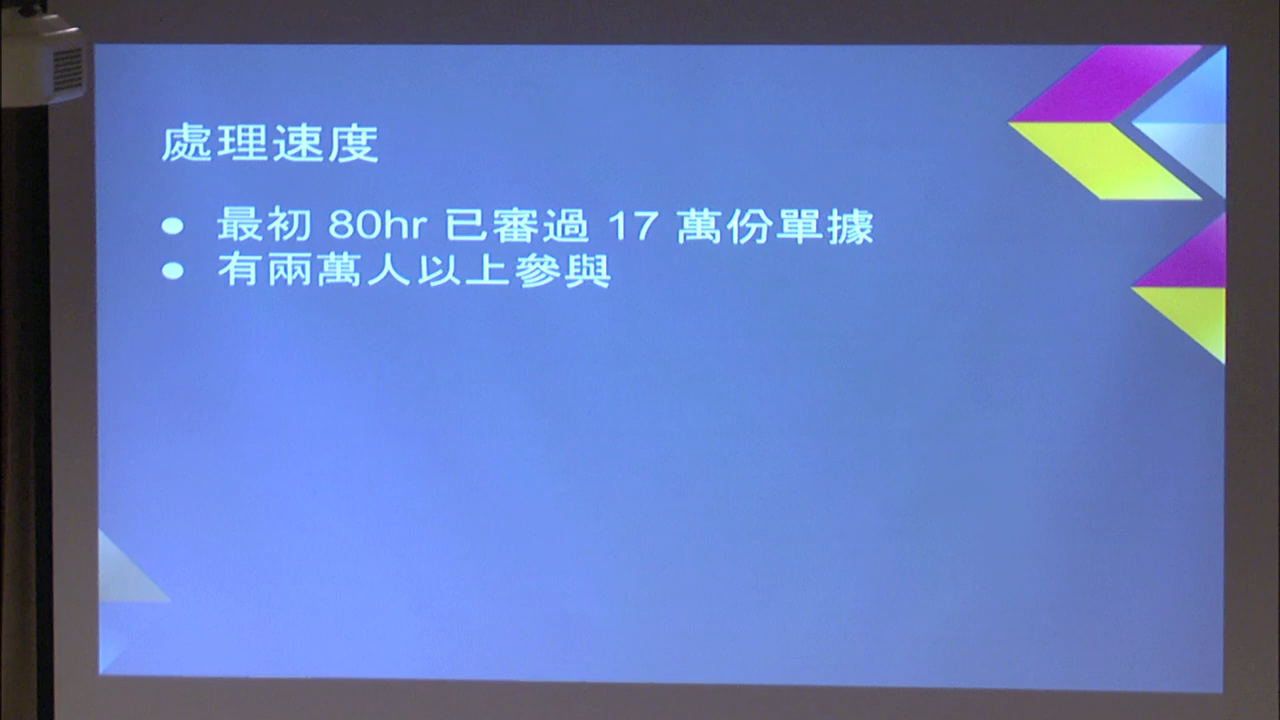 處理速度
● 最初 80hr 已審過 17 萬份單據
● 有兩萬人以上參與